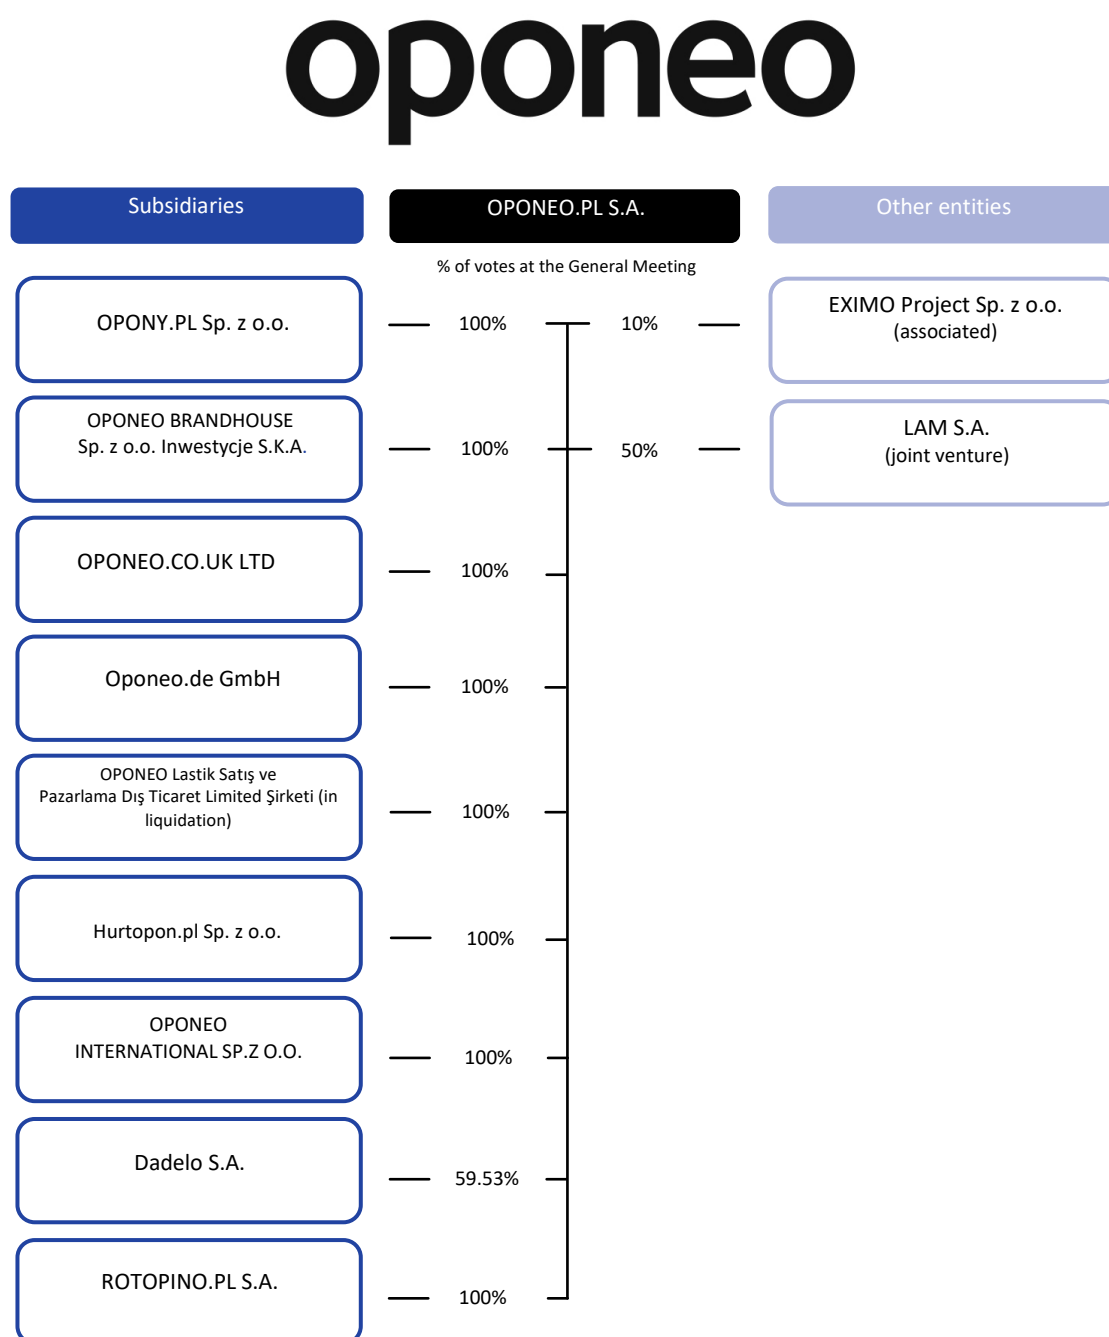 oponeo
Subsidiaries
OPONEO.PL S.A.
Other entities
% of votes at the General Meeting
OPONY.PL Sp. z o.o.
100%
10%
EXIMO Project Sp. z o.o.
(associated)
OPONEO BRANDHOUSE
Sp. z o.o. Inwestycje S.K.A.
100%
50%
LAM S.A.
(joint venture)
OPONEO.CO.UK LTD
100%
Oponeo.de GmbH
100%
OPONEO Lastik Satış ve
Pazarlama Dış Ticaret Limited Şirketi (in
liquidation)
100%
Hurtopon.pl Sp. z o.o.
100%
OPONEO
INTERNATIONAL SP.Z O.O.
100%
Dadelo S.A.
59.53%
ROTOPINO.PL S.A.
100%